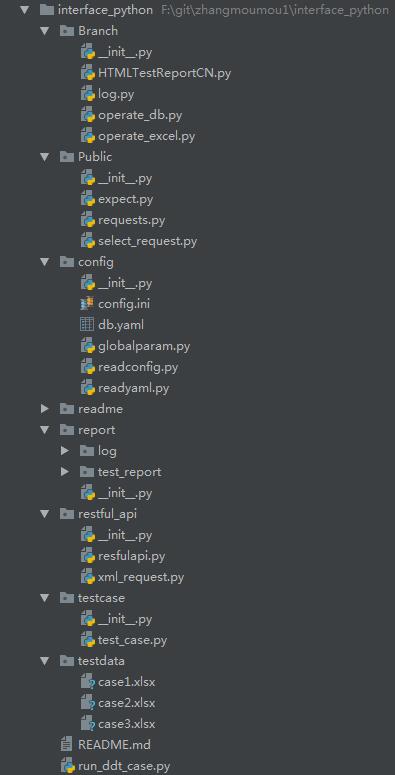 interface_python F:\git\zhangmoumou1\interface_python
Branch
__init__.py
HTMLTestReportCN.py
log.py
operate_db.py
operate_excel.py
Public
__init__.py
expect.py
requests.py
select_request.py
config
__init__.py
config.ini
db.yaml
globalparam.py
readconfig.py
readyaml.py
readme
report
log
test_report
__init__.py
restful_api
__init__.py
resfulapi.py
xml_request.py
testcase
__init__.py
test_case.py
testdata
case1.xlsx
case2.xlsx
case3.xlsx
README.md
run_ddt_case.py